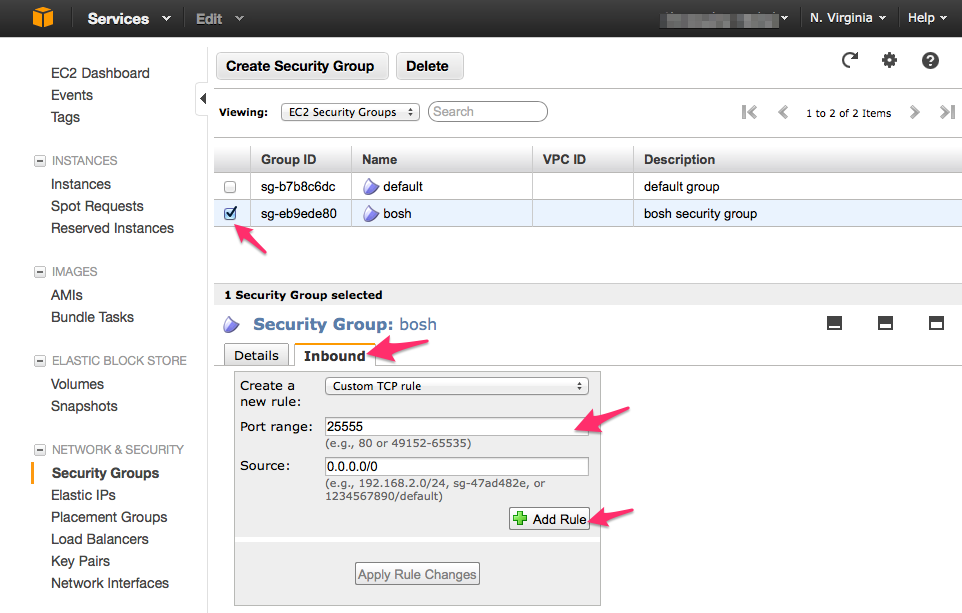 Services Edit N. Virginia Help
EC2 Dashboard
Events
Tags
INSTANCES
Instances
Spot Requests
Reserved Instances
IMAGES
AMIs
Bundle Tasks
ELASTIC BLOCK STORE
Volumes
Snapshots
NETWORK & SECURITY
Security Groups
Elastic IPs
Placement Groups
Load Balancers
Key Pairs
Network Interfaces
Create Security Group Delete
Viewing: EC2 Security Groups Search 1 to 2 of 2 Items
Group ID Name VPC ID Description
sg-b7b8c6dc default default group
sg-eb9ede80 bosh bosh security group
1 Security Group selected
Security Group: bosh
Details Inbound
Create a new rule: Custom TCP rule
Port range: 25555
(e.g., 80 or 49152-65535)
Source: 0.0.0.0/0
(e.g., 192.168.2.0/24, sg-47ad482e, or
1234567890/default)
Add Rule
Apply Rule Changes